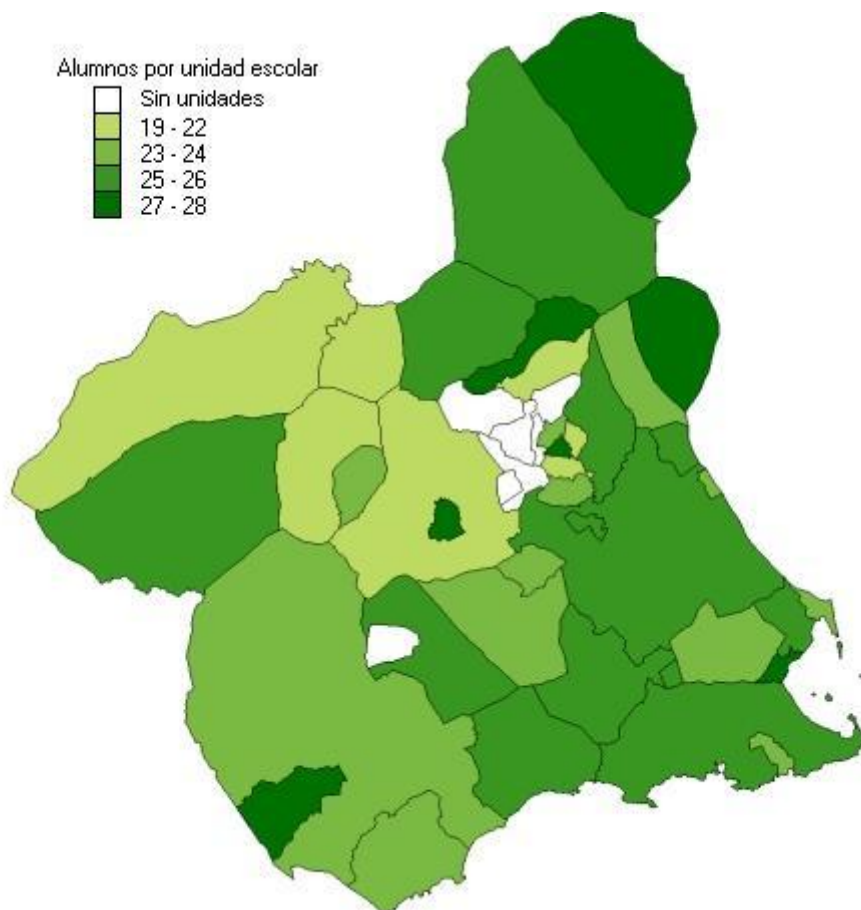 Alumnos por unidad escolar
Sin unidades
19 - 22
23 - 24
25 - 26
27 - 28